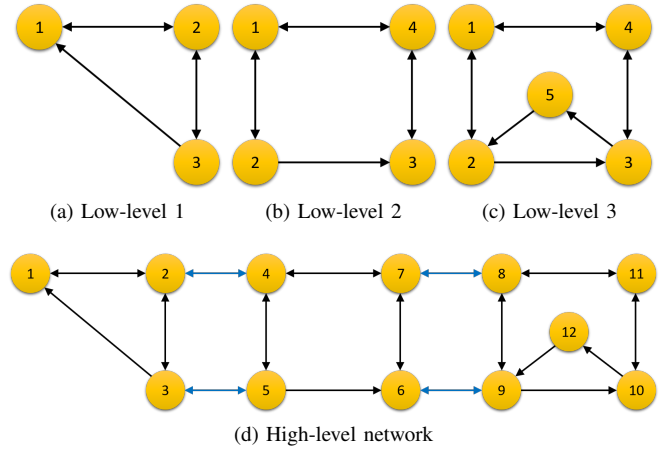 1 2 1 4 1 4
5
3 2 3 2 3
(a) Low-level 1 (b) Low-level 2 (c) Low-level 3
1 2 4 7 8 11
12
3 5 6 9 10
(d) High-level network